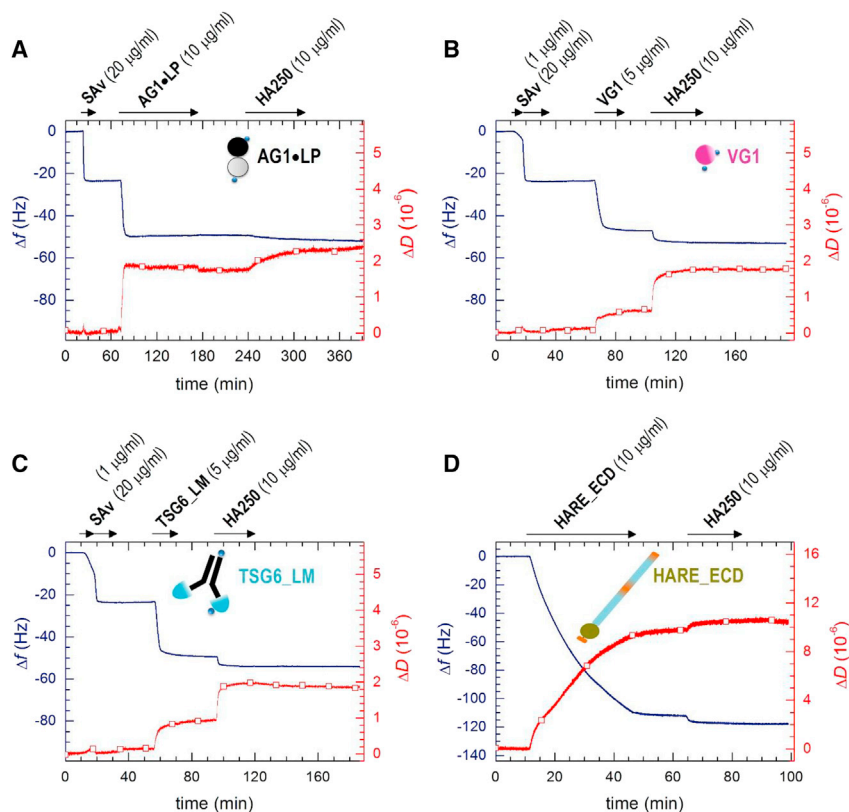 A
SAv (20 µg/ml)
AG1•LP (10 µg/ml)
HA250 (10 µg/ml)
AG1•LP
Δf (Hz)
0
-20
-40
-60
-80
ΔD (10⁻⁶)
5
4
3
2
1
0
0 60 120 180 240 300 360
time (min)
B
(1 µg/ml)
SAv (20 µg/ml)
VG1 (5 µg/ml)
HA250 (10 µg/ml)
VG1
Δf (Hz)
0
-20
-40
-60
-80
ΔD (10⁻⁶)
5
4
3
2
1
0
0 40 80 120 160
time (min)
C
(1 µg/ml)
SAv (20 µg/ml)
TSG6_LM (5 µg/ml)
HA250 (10 µg/ml)
TSG6_LM
Δf (Hz)
0
-20
-40
-60
-80
ΔD (10⁻⁶)
5
4
3
2
1
0
0 40 80 120 160
time (min)
D
HARE_ECD (10 µg/ml)
HA250 (10 µg/ml)
HARE_ECD
Δf (Hz)
0
-20
-40
-60
-80
-100
-120
-140
ΔD (10⁻⁶)
16
12
8
4
0
0 20 40 60 80 100
time (min)